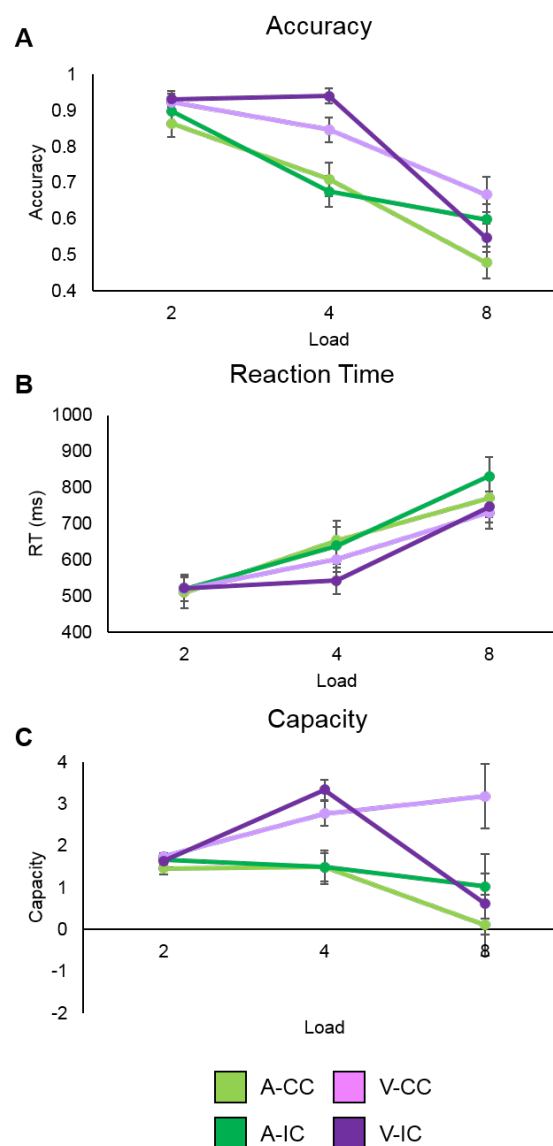 A
Accuracy
1
0.9
0.8
0.7
0.6
0.5
0.4
Accuracy
2 4 8
Load
B
Reaction Time
1000
900
800
700
600
500
400
RT (ms)
2 4 8
Load
C
Capacity
4
3
2
1
0
-1
-2
Capacity
2 4 8
Load
A-CC V-CC
A-IC V-IC